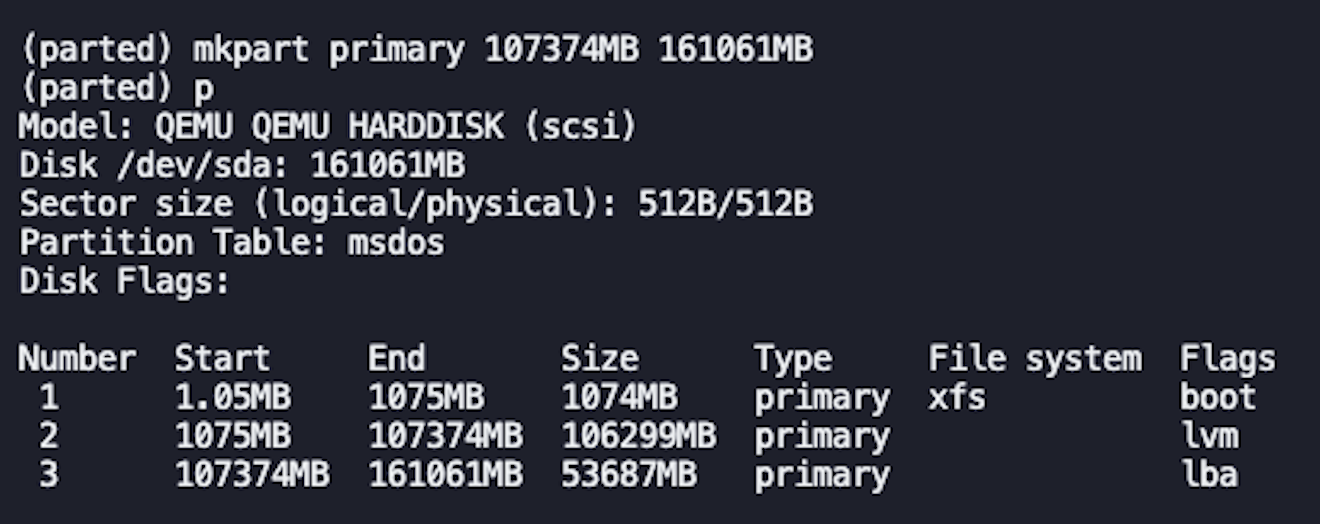 (parted) mkpart primary 107374MB 161061MB
(parted) p
Model: QEMU QEMU HARDDISK (scsi)
Disk /dev/sda: 161061MB
Sector size (logical/physical): 512B/512B
Partition Table: msdos
Disk Flags:

Number  Start     End       Size      Type     File system  Flags
 1      1.05MB    1075MB    1074MB    primary  xfs          boot
 2      1075MB    107374MB  106299MB  primary               lvm
 3      107374MB  161061MB  53687MB   primary               lba